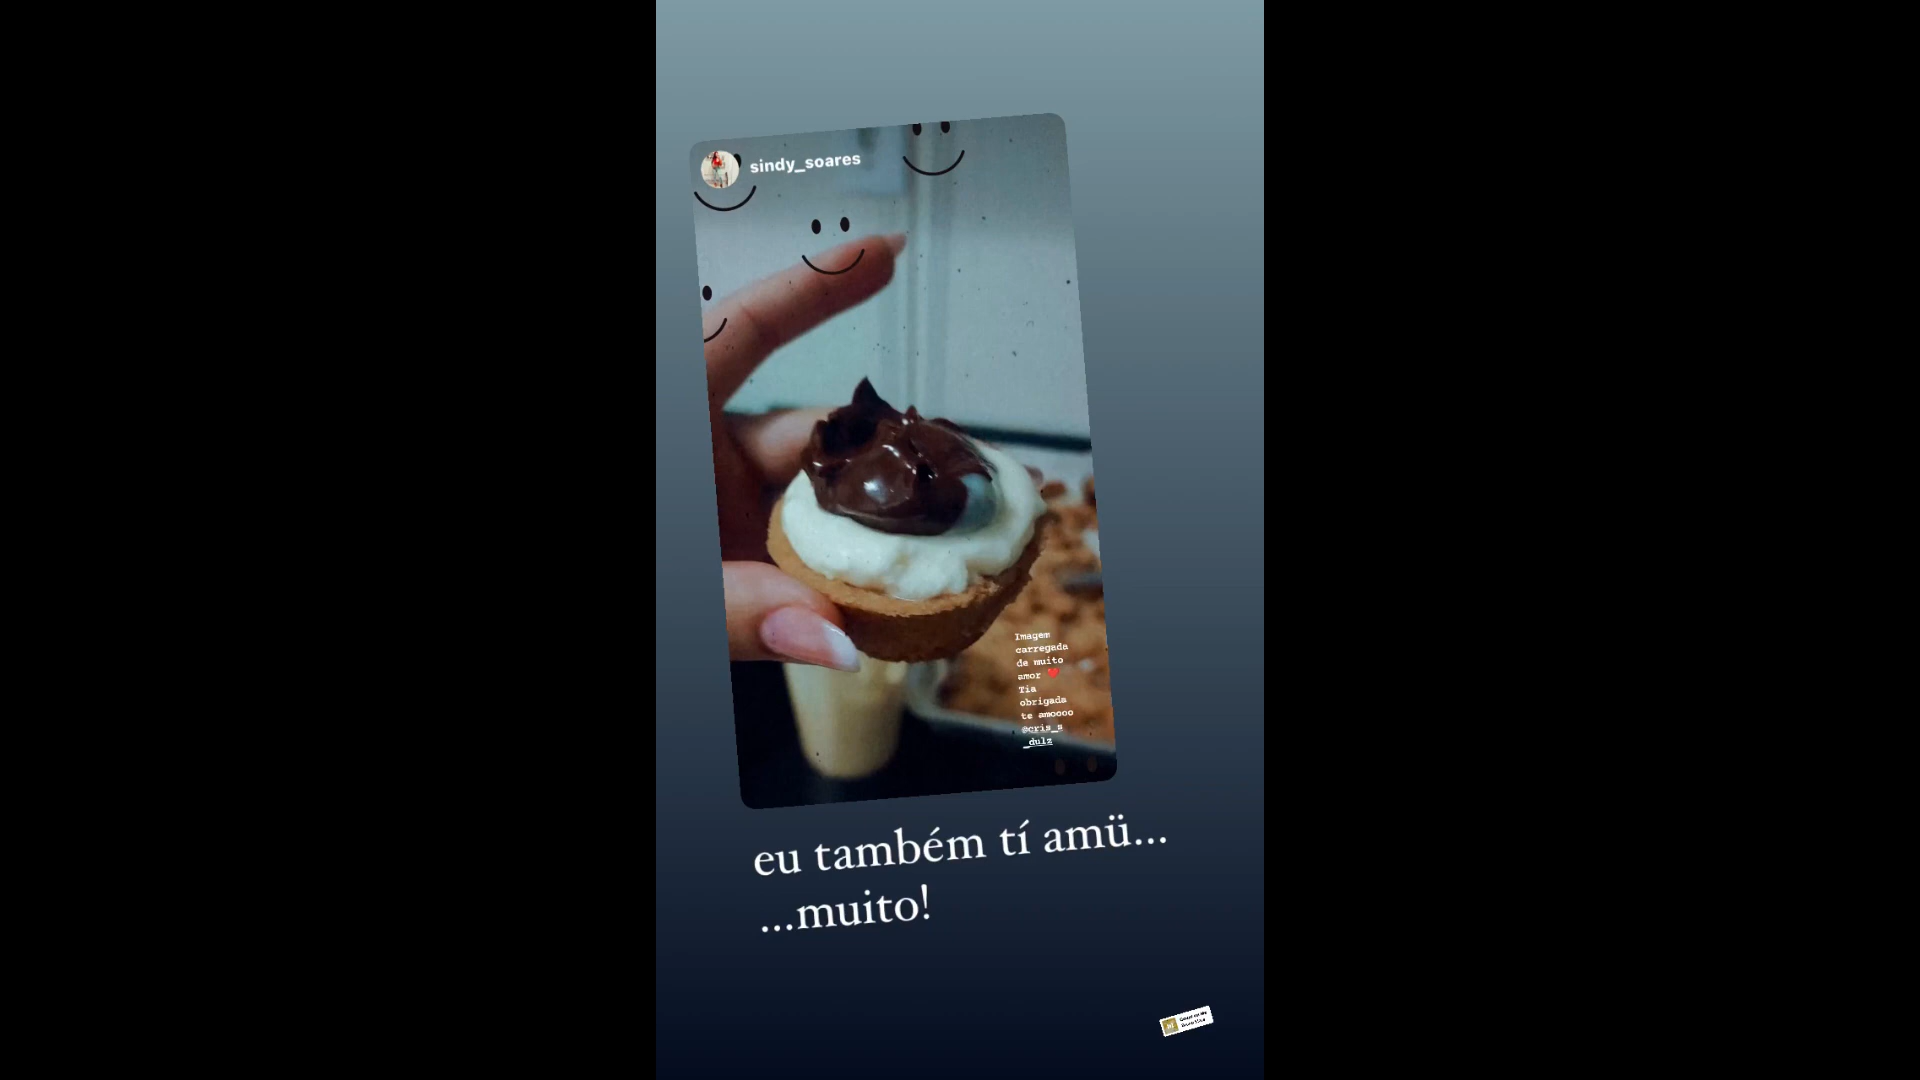 sindy_soares
Imagem
carregada
de muito
amor ❤️
Tia
obrigada
te amoooo
@cris_s
_dulz
eu também tí amü...
...muito!